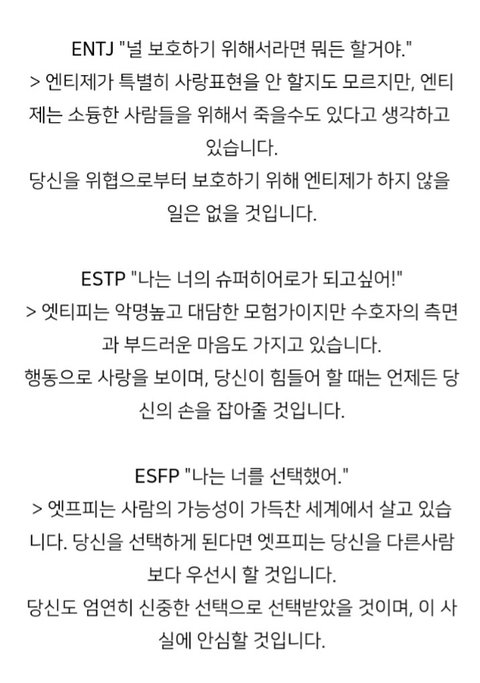 ENTJ "널 보호하기 위해서라면 뭐든 할거야."
> 엔티제가 특별히 사랑표현을 안 할지도 모르지만, 엔티
제는 소듕한 사람들을 위해서 죽을수도 있다고 생각하고
있습니다.
당신을 위협으로부터 보호하기 위해 엔티제가 하지 않을
일은 없을 것입니다.
ESTP "나는 너의 슈퍼히어로가 되고싶어!"
> 엣티피는 악명높고 대담한 모험가이지만 수호자의 측면
과 부드러운 마음도 가지고 있습니다.
행동으로 사랑을 보이며, 당신이 힘들어 할 때는 언제든 당
신의 손을 잡아줄 것입니다.
ESFP "나는 너를 선택했어."
> 엣프피는 사람의 가능성이 가득찬 세계에서 살고 있습
니다. 당신을 선택하게 된다면 엣프피는 당신을 다른사람
보다 우선시 할 것입니다.
당신도 엄연히 신중한 선택으로 선택받았을 것이며, 이 사
실에 안심할 것입니다.